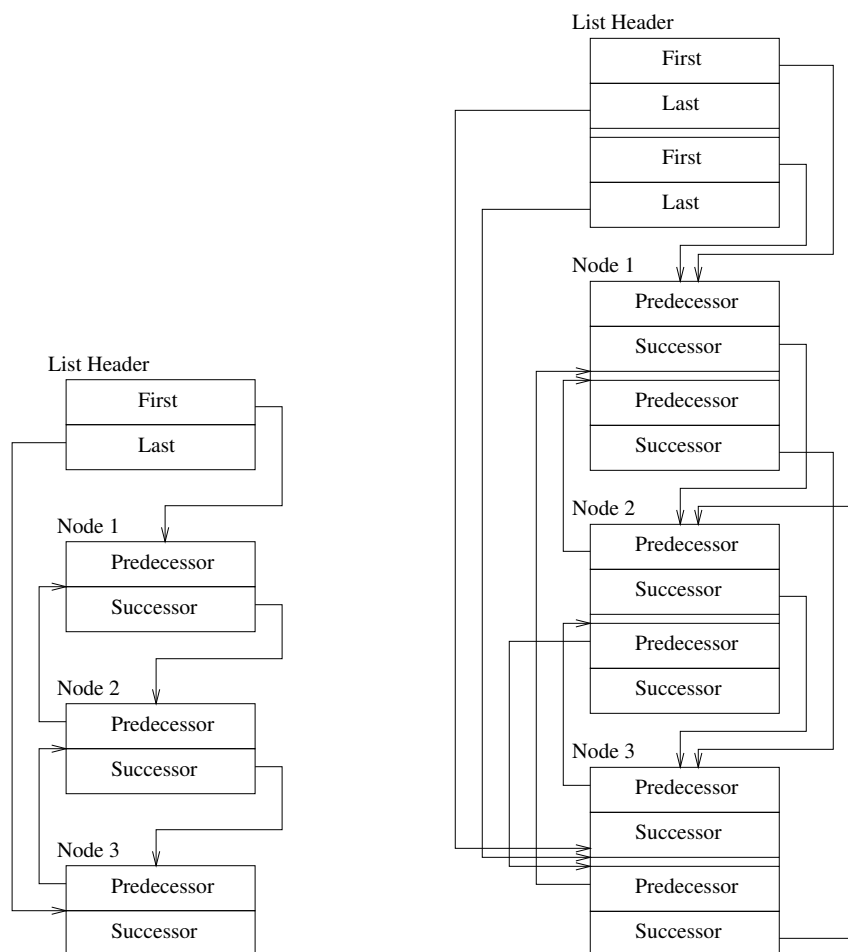 List Header
First
Last
Node 1
Predecessor
Successor
Node 2
Predecessor
Successor
Node 3
Predecessor
Successor
List Header
First
Last
First
Last
Node 1
Predecessor
Successor
Predecessor
Successor
Node 2
Predecessor
Successor
Predecessor
Successor
Node 3
Predecessor
Successor
Predecessor
Successor